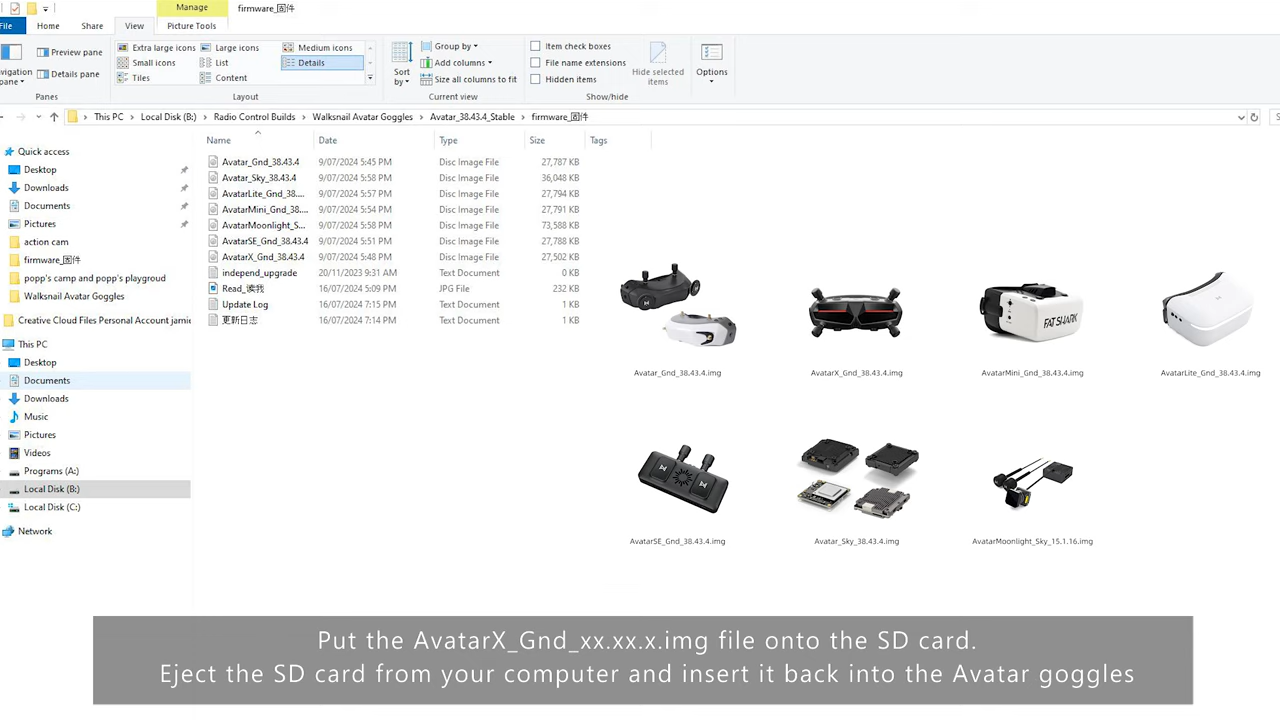 Manage
firmware_固件
File
Home
Share
View
Picture Tools
Preview pane
Details pane
Panes
Extra large icons
Large icons
Medium icons
Small icons
List
Details
Tiles
Content
Layout
Sort by
Group by
Add columns
Size all columns to fit
Current view
Item check boxes
File name extensions
Hidden items
Hide selected items
Show/hide
Options
This PC > Local Disk (B:) > Radio Control Builds > Walksnail Avatar Goggles > Avatar_38.43.4_Stable > firmware_固件
Name Date Type Size Tags
Avatar_Gnd_38.43.4 9/07/2024 5:45 PM Disc Image File 27,787 KB
Avatar_Sky_38.43.4 9/07/2024 5:58 PM Disc Image File 36,048 KB
AvatarLite_Gnd_38.... 9/07/2024 5:57 PM Disc Image File 27,794 KB
AvatarMini_Gnd_38.... 9/07/2024 5:54 PM Disc Image File 27,791 KB
AvatarMoonlight_S... 9/07/2024 5:58 PM Disc Image File 73,588 KB
AvatarSE_Gnd_38.43.4 9/07/2024 5:51 PM Disc Image File 27,788 KB
AvatarX_Gnd_38.43.4 9/07/2024 5:48 PM Disc Image File 27,502 KB
independ_upgrade 20/11/2023 9:31 AM Text Document 0 KB
Read_读我 16/07/2024 5:09 PM JPG File 232 KB
Update Log 16/07/2024 7:15 PM Text Document 1 KB
更新日志 16/07/2024 7:14 PM Text Document 1 KB
Quick access
Desktop
Downloads
Documents
Pictures
action cam
firmware_固件
popp's camp and popp's playgroud
Walksnail Avatar Goggles
Creative Cloud Files Personal Account jamie
This PC
Desktop
Documents
Downloads
Music
Pictures
Videos
Programs (A:)
Local Disk (B:)
Local Disk (C:)
Network
FAT SHARK
Avatar_Gnd_38.43.4.img
AvatarX_Gnd_38.43.4.img
AvatarMini_Gnd_38.43.4.img
AvatarLite_Gnd_38.43.4.img
AvatarSE_Gnd_38.43.4.img
Avatar_Sky_38.43.4.img
AvatarMoonlight_Sky_15.1.16.img
Put the AvatarX_Gnd_xx.xx.x.img file onto the SD card.
Eject the SD card from your computer and insert it back into the Avatar goggles